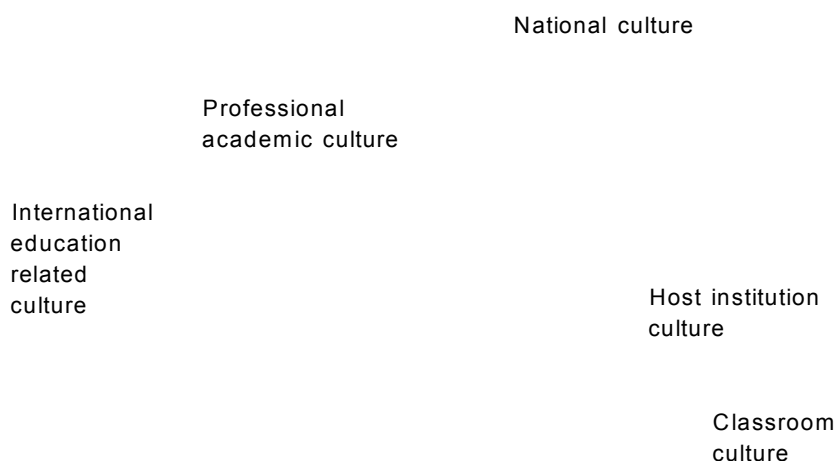 National culture
Professional
academic culture
International
education
related
culture
Host institution
culture
Classroom
culture